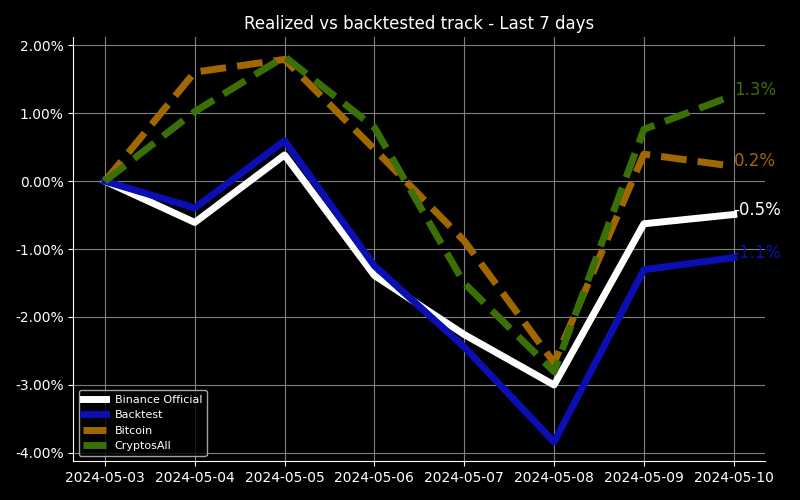 Realized vs backtested track - Last 7 days
2.00%
1.00%
0.00%
-1.00%
-2.00%
-3.00%
-4.00%
1.3%
0.2%
-0.5%
-1.1%
Binance Official
Backtest
Bitcoin
CryptosAll
2024-05-03 2024-05-04 2024-05-05 2024-05-06 2024-05-07 2024-05-08 2024-05-09 2024-05-10